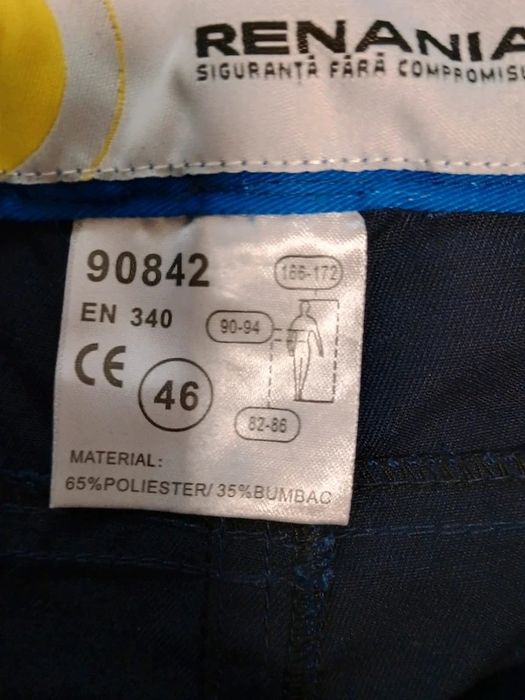 RENANIA
SIGURANȚĂ FĂRĂ COMPROMISU
90842
166-172
EN 340
90-94
CE
46
82-86
MATERIAL:
65%POLIESTER/ 35%BUMBAC